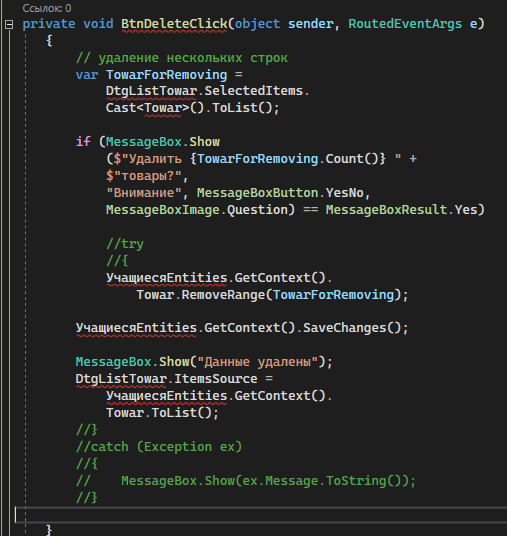 Ссылок: 0
private void BtnDeleteClick(object sender, RoutedEventArgs e)
{
// удаление нескольких строк
var TowarForRemoving =
DtgListTowar.SelectedItems.
Cast<Towar>().ToList();
if (MessageBox.Show
($"Удалить {TowarForRemoving.Count()} " +
$"товары?",
"Внимание", MessageBoxButton.YesNo,
MessageBoxImage.Question) == MessageBoxResult.Yes)
//try
//{
УчащиесяEntities.GetContext().
Towar.RemoveRange(TowarForRemoving);
УчащиесяEntities.GetContext().SaveChanges();
MessageBox.Show("Данные удалены");
DtgListTowar.ItemsSource =
УчащиесяEntities.GetContext().
Towar.ToList();
//}
//catch (Exception ex)
//{
//    MessageBox.Show(ex.Message.ToString());
//}
}